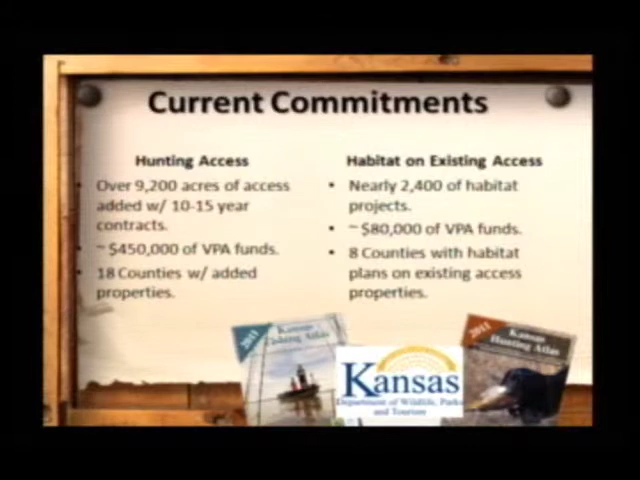 Current Commitments
Hunting Access
• Over 9,200 acres of access
added w/ 10-15 year
contracts.
• ~ $450,000 of VPA funds.
• 18 Counties w/ added
properties.
Habitat on Existing Access
• Nearly 2,400 of habitat
projects.
• ~ $80,000 of VPA funds.
• 8 Counties with habitat
plans on existing access
properties.
2011
Kansas
Fishing Atlas
Kansas
Department of Wildlife, Parks
and Tourism
2011
Kansas
Hunting Atlas